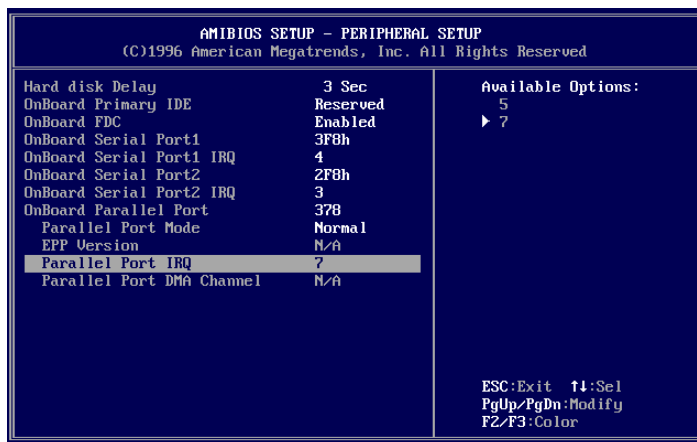 AMIBIOS SETUP - PERIPHERAL SETUP
(C)1996 American Megatrends, Inc. All Rights Reserved
Hard disk Delay 3 Sec
OnBoard Primary IDE Reserved
OnBoard FDC Enabled
OnBoard Serial Port1 3F8h
OnBoard Serial Port1 IRQ 4
OnBoard Serial Port2 2F8h
OnBoard Serial Port2 IRQ 3
OnBoard Parallel Port 378
Parallel Port Mode Normal
EPP Version N/A
Parallel Port IRQ 7
Parallel Port DMA Channel N/A
Available Options:
5
► 7
ESC:Exit ↑↓:Sel
PgUp/PgDn:Modify
F2/F3:Color